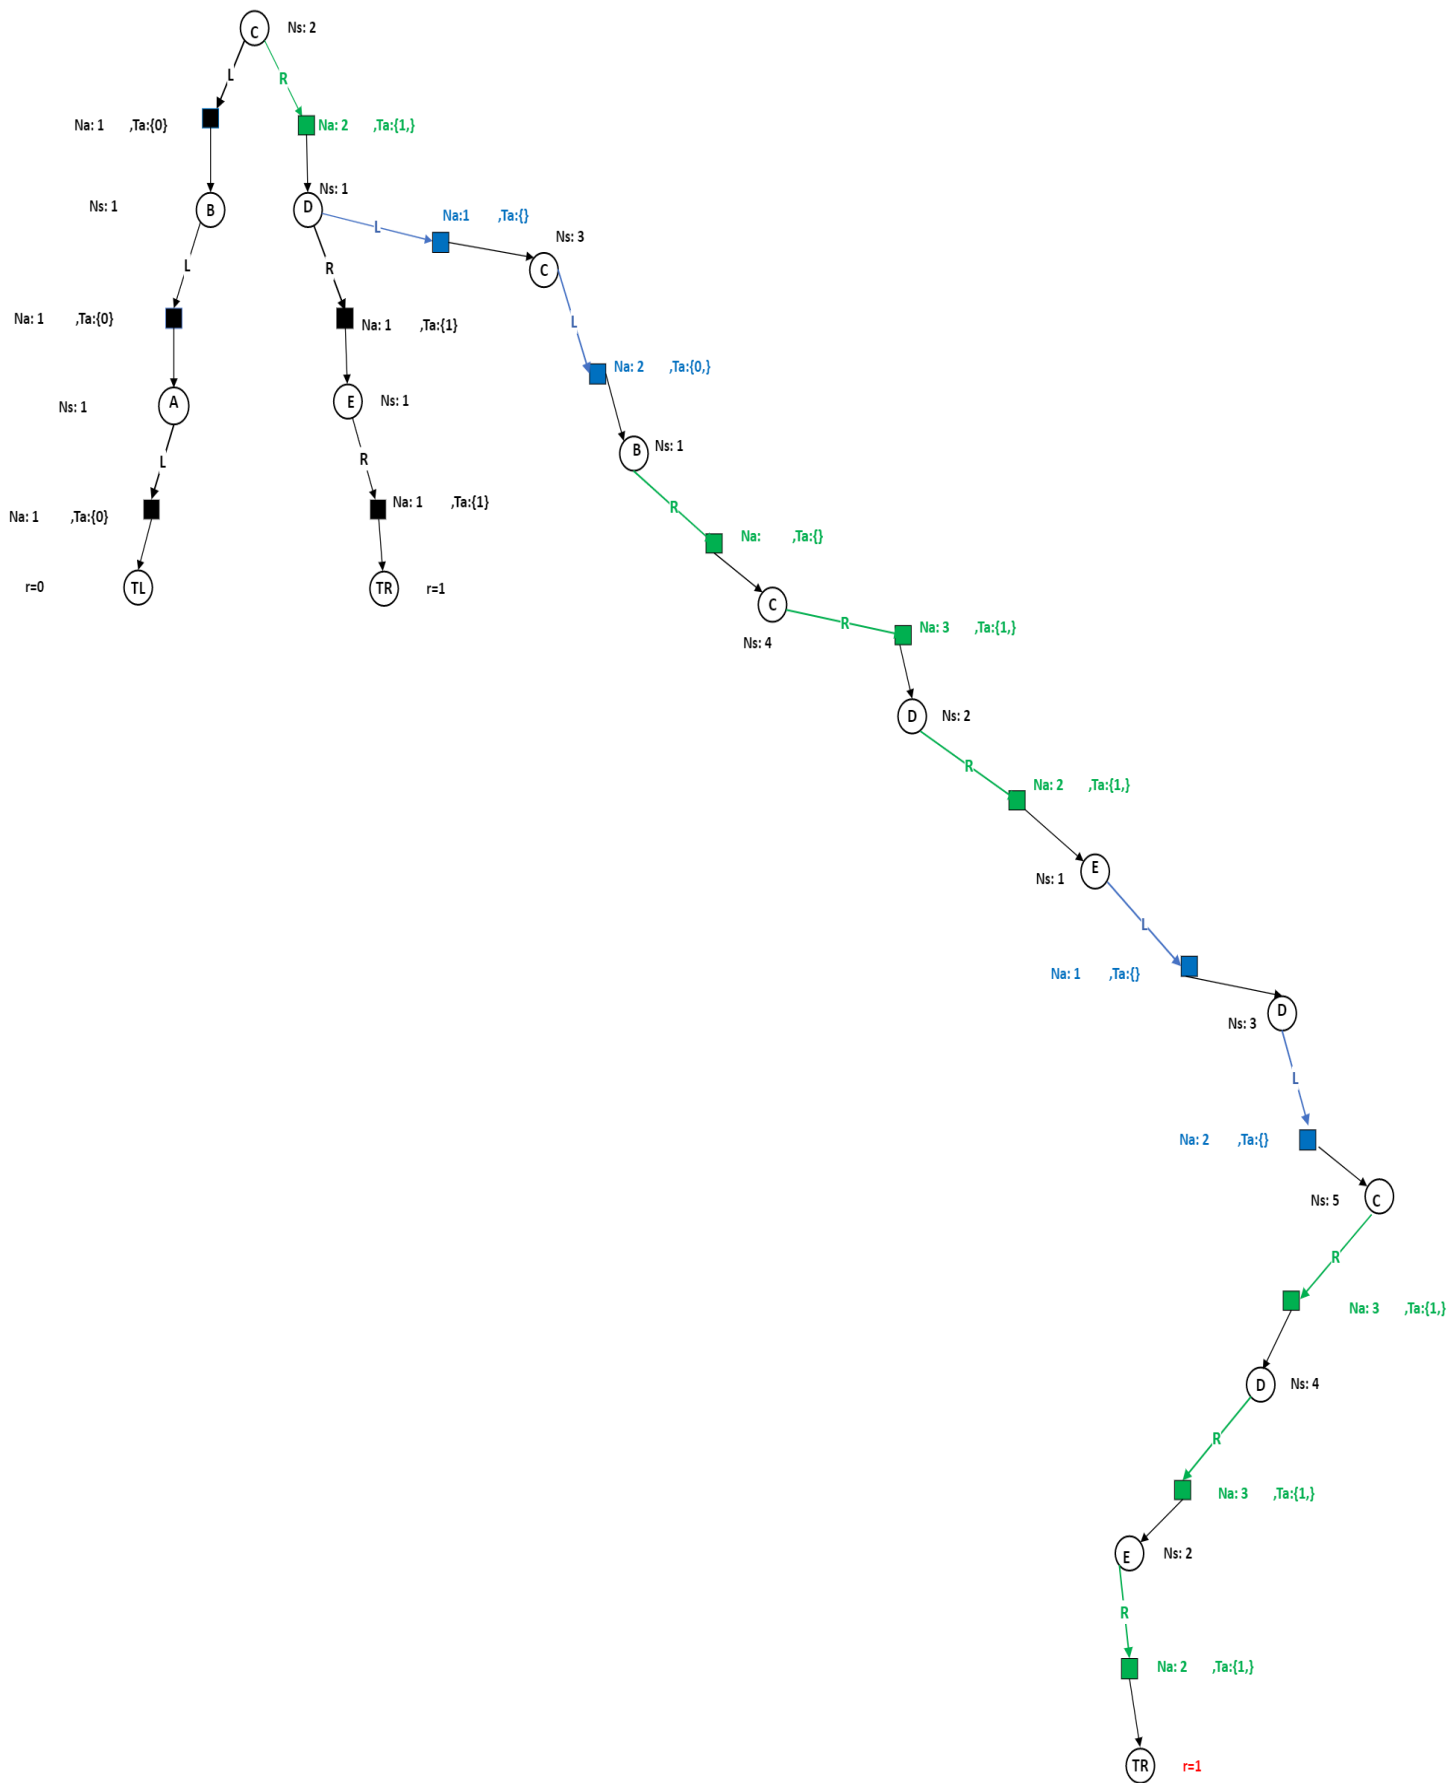 C Ns: 2
L R
Na: 1 ,Ta:{0} Na: 2 ,Ta:{1,}
Ns: 1
Ns: 1 B D L Na:1 ,Ta:{}
Ns: 3
L R C
Na: 1 ,Ta:{0} Na: 1 ,Ta:{1} L
Na: 2 ,Ta:{0,}
Ns: 1 A E Ns: 1
B Ns: 1
L R
Na: 1 ,Ta:{0} Na: 1 ,Ta:{1} R
Na: ,Ta:{}
r=0 TL TR r=1 C
Ns: 4 R Na: 3 ,Ta:{1,}
D Ns: 2
R
Na: 2 ,Ta:{1,}
Ns: 1 E
L
Na: 1 ,Ta:{}
Ns: 3 D
L
Na: 2 ,Ta:{}
Ns: 5 C
R
Na: 3 ,Ta:{1,}
D Ns: 4
R
Na: 3 ,Ta:{1,}
E Ns: 2
R
Na: 2 ,Ta:{1,}
TR r=1